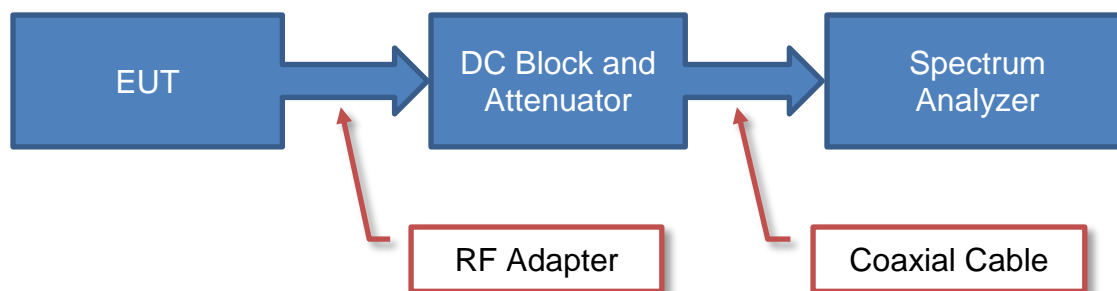 EUT
DC Block and
Attenuator
Spectrum
Analyzer
RF Adapter
Coaxial Cable